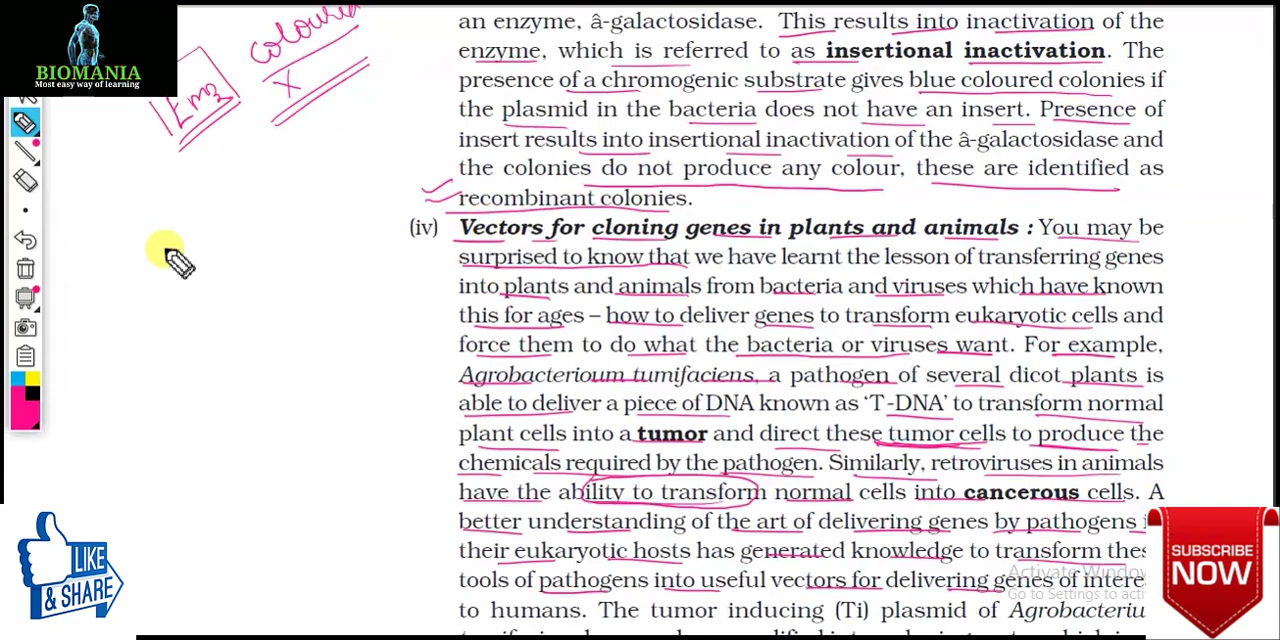 BIOMANIA
Most easy way of learning
Coloured
X
an enzyme, â-galactosidase. This results into inactivation of the
enzyme, which is referred to as insertional inactivation. The
presence of a chromogenic substrate gives blue coloured colonies if
the plasmid in the bacteria does not have an insert. Presence of
insert results into insertional inactivation of the â-galactosidase and
the colonies do not produce any colour, these are identified as
recombinant colonies.
(iv) Vectors for cloning genes in plants and animals : You may be
surprised to know that we have learnt the lesson of transferring genes
into plants and animals from bacteria and viruses which have known
this for ages – how to deliver genes to transform eukaryotic cells and
force them to do what the bacteria or viruses want. For example,
Agrobacterioum tumifaciens, a pathogen of several dicot plants is
able to deliver a piece of DNA known as ‘T-DNA’ to transform normal
plant cells into a tumor and direct these tumor cells to produce the
chemicals required by the pathogen. Similarly, retroviruses in animals
have the ability to transform normal cells into cancerous cells. A
better understanding of the art of delivering genes by pathogens
their eukaryotic hosts has generated knowledge to transform thes
tools of pathogens into useful vectors for delivering genes of intere
to humans. The tumor inducing (Ti) plasmid of Agrobacteriu
LIKE
& SHARE
SUBSCRIBE
NOW
Activate Window
Go to Settings to acti